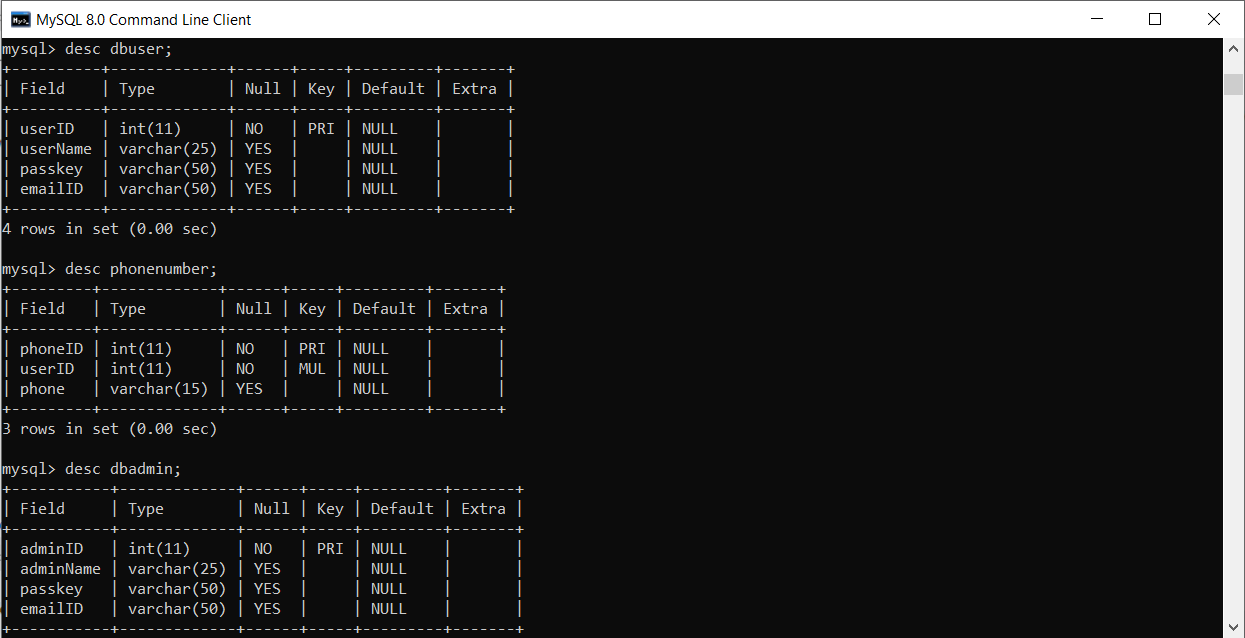 MySQL 8.0 Command Line Client
mysql> desc dbuser;
+----------+-------------+------+-----+---------+-------+
| Field    | Type        | Null | Key | Default | Extra |
+----------+-------------+------+-----+---------+-------+
| userID   | int(11)     | NO   | PRI | NULL    |       |
| userName | varchar(25) | YES  |     | NULL    |       |
| passkey  | varchar(50) | YES  |     | NULL    |       |
| emailID  | varchar(50) | YES  |     | NULL    |       |
+----------+-------------+------+-----+---------+-------+
4 rows in set (0.00 sec)

mysql> desc phonenumber;
+---------+-------------+------+-----+---------+-------+
| Field   | Type        | Null | Key | Default | Extra |
+---------+-------------+------+-----+---------+-------+
| phoneID | int(11)     | NO   | PRI | NULL    |       |
| userID  | int(11)     | NO   | MUL | NULL    |       |
| phone   | varchar(15) | YES  |     | NULL    |       |
+---------+-------------+------+-----+---------+-------+
3 rows in set (0.00 sec)

mysql> desc dbadmin;
+-----------+-------------+------+-----+---------+-------+
| Field     | Type        | Null | Key | Default | Extra |
+-----------+-------------+------+-----+---------+-------+
| adminID   | int(11)     | NO   | PRI | NULL    |       |
| adminName | varchar(25) | YES  |     | NULL    |       |
| passkey   | varchar(50) | YES  |     | NULL    |       |
| emailID   | varchar(50) | YES  |     | NULL    |       |
+-----------+-------------+------+-----+---------+-------+